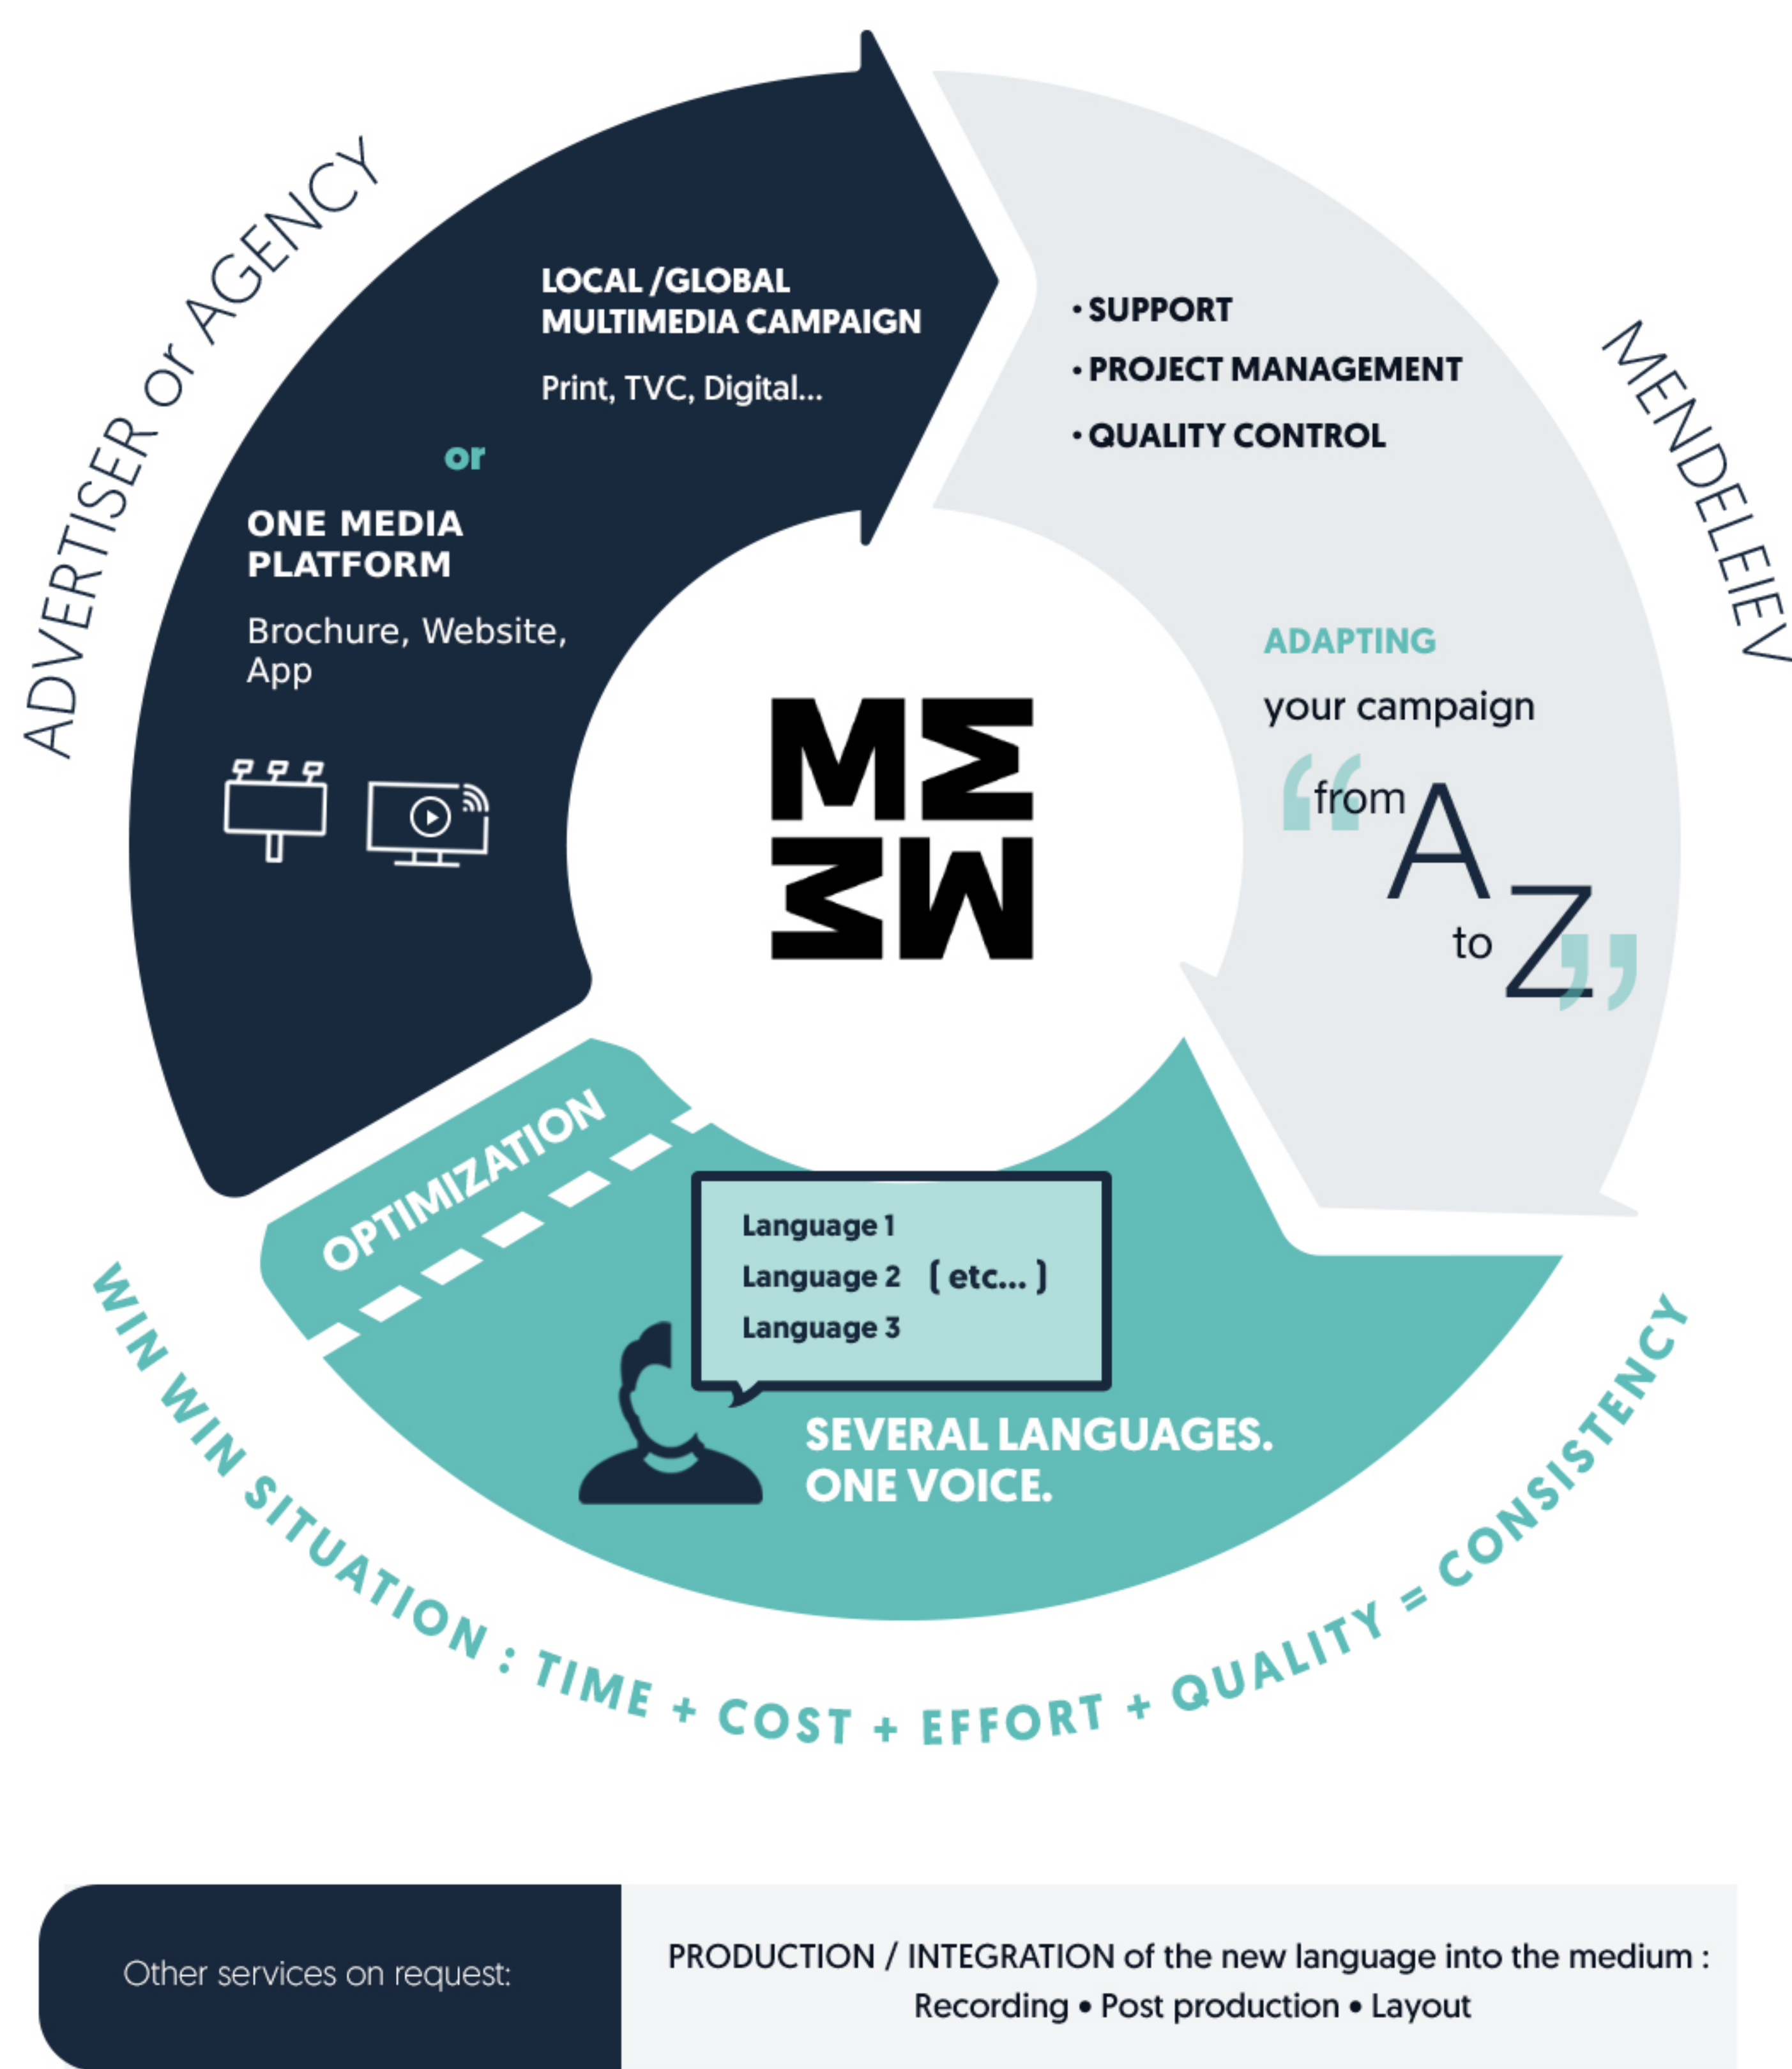 ADVERTISER or AGENCY
LOCAL /GLOBAL
MULTIMEDIA CAMPAIGN
Print, TVC, Digital...
or
ONE MEDIA
PLATFORM
Brochure, Website,
App
MENDELEIEV
• SUPPORT
• PROJECT MANAGEMENT
• QUALITY CONTROL
ADAPTING
your campaign
“from A
to Z”
OPTIMIZATION
Language 1
Language 2 ( etc... )
Language 3
SEVERAL LANGUAGES.
ONE VOICE.
WIN WIN SITUATION : TIME + COST + EFFORT + QUALITY = CONSISTENCY
Other services on request:
PRODUCTION / INTEGRATION of the new language into the medium :
Recording • Post production • Layout